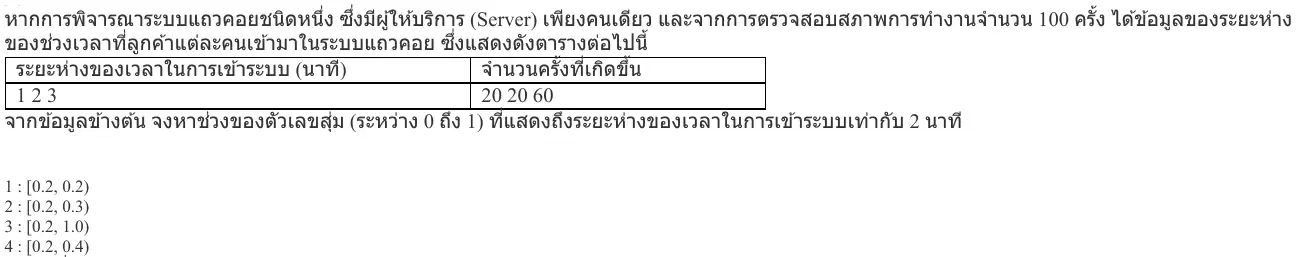 หากการพิจารณาระบบแถวคอยชนิดหนึ่ง ซึ่งมีผู้ให้บริการ (Server) เพียงคนเดียว และจากการตรวจสอบสภาพการทำงานจำนวน 100 ครั้ง ได้ข้อมูลของระยะห่าง
ของช่วงเวลาที่ลูกค้าแต่ละคนเข้ามาในระบบแถวคอย ซึ่งแสดงดังตารางต่อไปนี้
ระยะห่างของเวลาในการเข้าระบบ (นาที) จำนวนครั้งที่เกิดขึ้น
1 2 3 20 20 60
จากข้อมูลข้างต้น จงหาช่วงของตัวเลขสุ่ม (ระหว่าง 0 ถึง 1) ที่แสดงถึงระยะห่างของเวลาในการเข้าระบบเท่ากับ 2 นาที
1 : [0.2, 0.2)
2 : [0.2, 0.3)
3 : [0.2, 1.0)
4 : [0.2, 0.4)